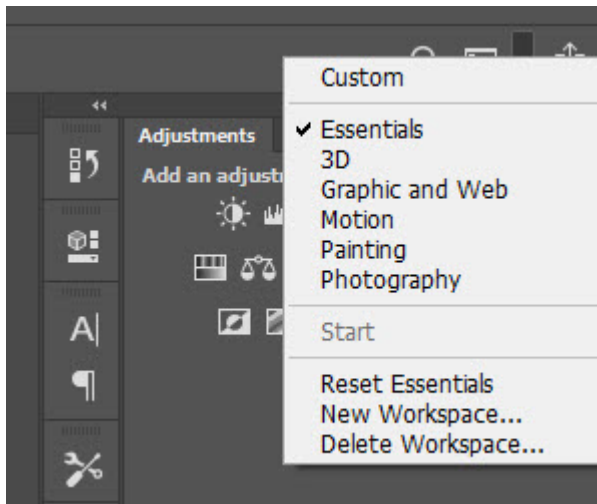 Custom
Adjustments
Add an adjusti
Essentials
3D
Graphic and Web
Motion
Painting
Photography
Start
Reset Essentials
New Workspace...
Delete Workspace...